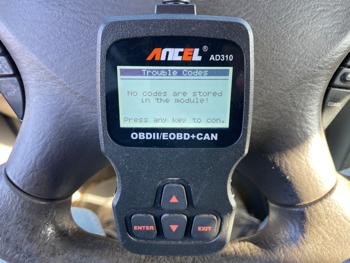 ANCEL®
AD310
Trouble Codes
No codes are stored
in the module!
Press any key to con.
OBDII/EOBD+CAN
ENTER
EXIT